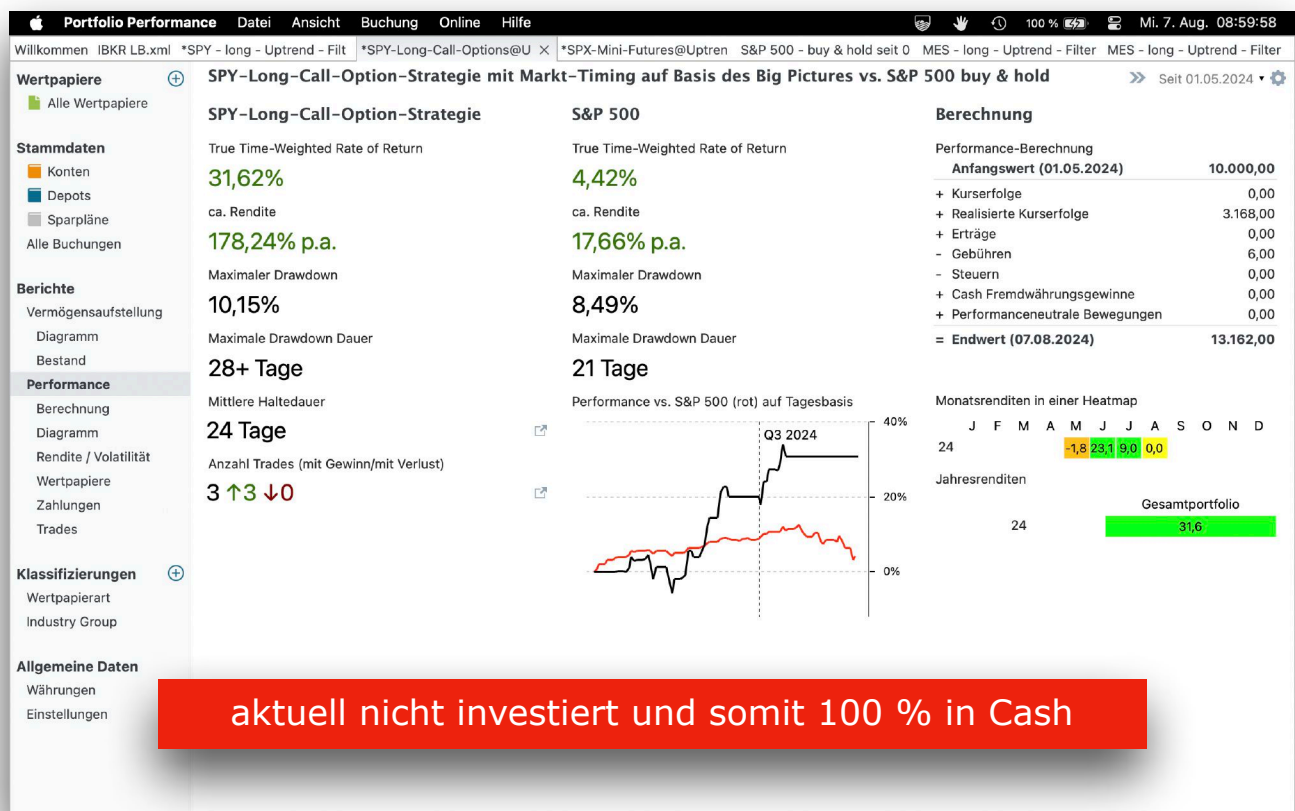 Portfolio Performance Datei Ansicht Buchung Online Hilfe 100 % Mi. 7. Aug. 08:59:58
Willkommen IBKR LB.xml *SPY - long - Uptrend - Filt *SPY-Long-Call-Options@U *SPX-Mini-Futures@Uptren S&P 500 - buy & hold seit 0 MES - long - Uptrend - Filter MES - long - Uptrend - Filter
Wertpapiere
Alle Wertpapiere
Stammdaten
Konten
Depots
Sparpläne
Alle Buchungen
Berichte
Vermögensaufstellung
Diagramm
Bestand
Performance
Berechnung
Diagramm
Rendite / Volatilität
Wertpapiere
Zahlungen
Trades
Klassifizierungen
Wertpapierart
Industry Group
Allgemeine Daten
Währungen
Einstellungen
SPY-Long-Call-Option-Strategie mit Markt-Timing auf Basis des Big Pictures vs. S&P 500 buy & hold
Seit 01.05.2024
SPY-Long-Call-Option-Strategie
True Time-Weighted Rate of Return
31,62%
ca. Rendite
178,24% p.a.
Maximaler Drawdown
10,15%
Maximale Drawdown Dauer
28+ Tage
Mittlere Haltedauer
24 Tage
Anzahl Trades (mit Gewinn/mit Verlust)
3 ↑3 ↓0
S&P 500
True Time-Weighted Rate of Return
4,42%
ca. Rendite
17,66% p.a.
Maximaler Drawdown
8,49%
Maximale Drawdown Dauer
21 Tage
Performance vs. S&P 500 (rot) auf Tagesbasis
Q3 2024
40%
20%
0%
Berechnung
Performance-Berechnung
Anfangswert (01.05.2024) 10.000,00
+ Kurserfolge 0,00
+ Realisierte Kurserfolge 3.168,00
+ Erträge 0,00
- Gebühren 6,00
- Steuern 0,00
+ Cash Fremdwährungsgewinne 0,00
+ Performanceneutrale Bewegungen 0,00
= Endwert (07.08.2024) 13.162,00
Monatsrenditen in einer Heatmap
J F M A M J J A S O N D
24 -1,8 23,1 9,0 0,0
Jahresrenditen
Gesamtportfolio
24 31,6
aktuell nicht investiert und somit 100 % in Cash